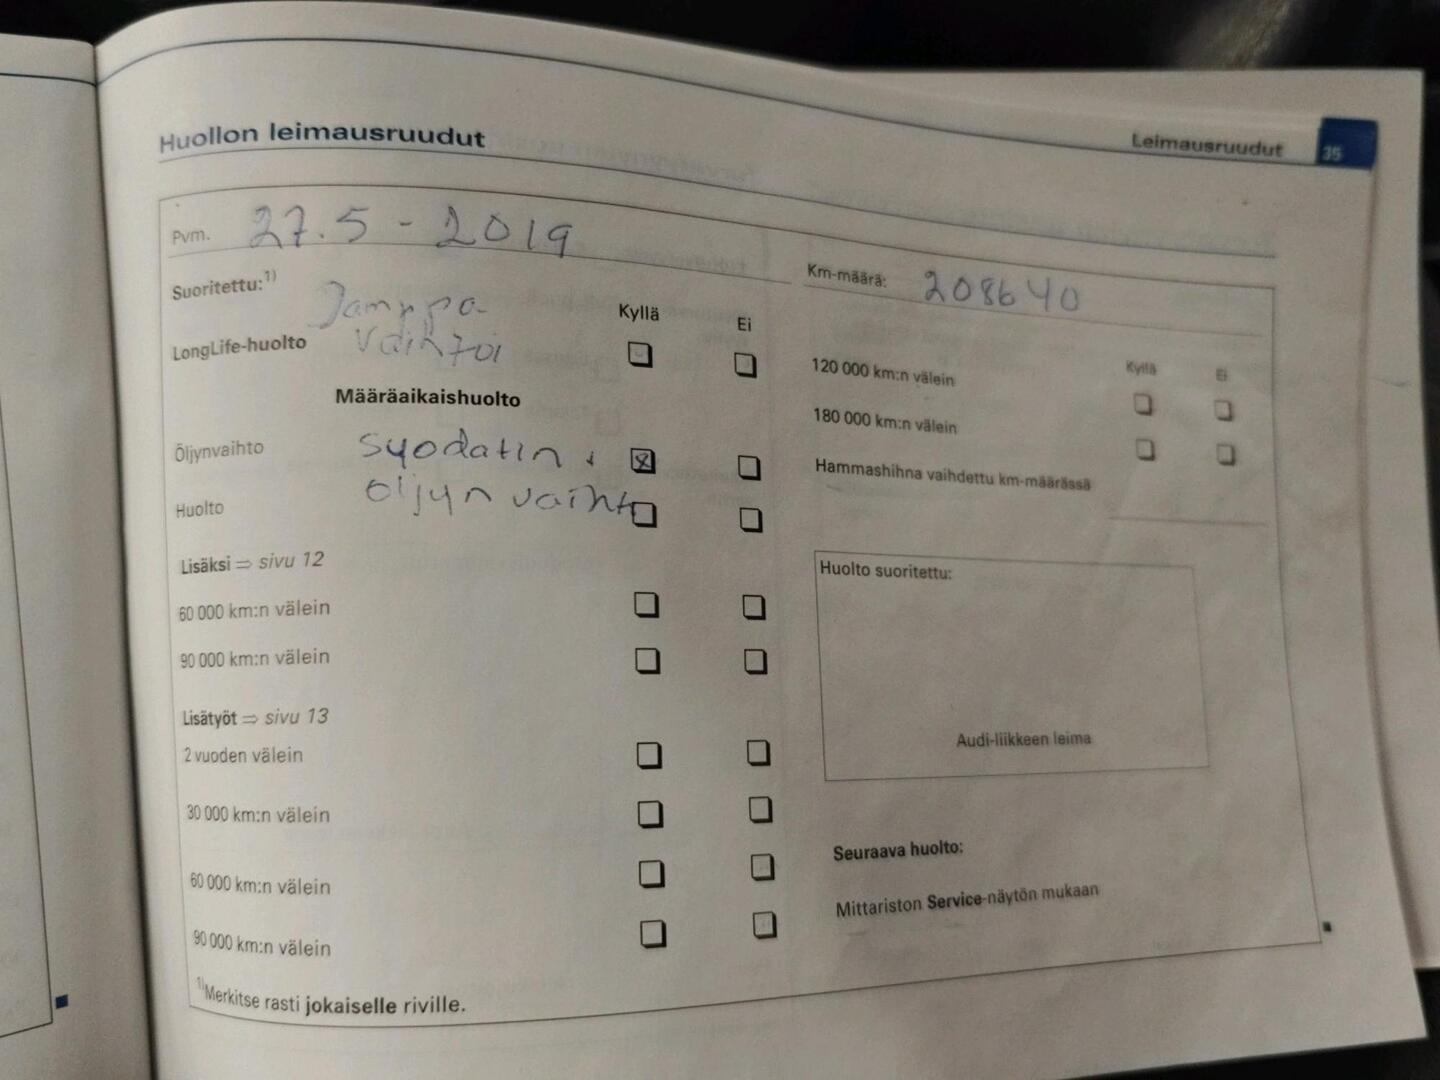 Huollon leimausruudut
Leimausruudut 35
Pvm. 27.5 - 2019
Suoritettu:1) Jamppa
Kyllä Ei
LongLife-huolto vaihtoi
Määräaikaishuolto
Öljynvaihto suodatin +
Huolto öljyn vaihto
Lisäksi ⇒ sivu 12
60 000 km:n välein
90 000 km:n välein
Lisätyöt ⇒ sivu 13
2 vuoden välein
30 000 km:n välein
60 000 km:n välein
90 000 km:n välein
1)Merkitse rasti jokaiselle riville.
Km-määrä: 208640
Kyllä Ei
120 000 km:n välein
180 000 km:n välein
Hammashihna vaihdettu km-määrässä
Huolto suoritettu:
Audi-liikkeen leima
Seuraava huolto:
Mittariston Service-näytön mukaan